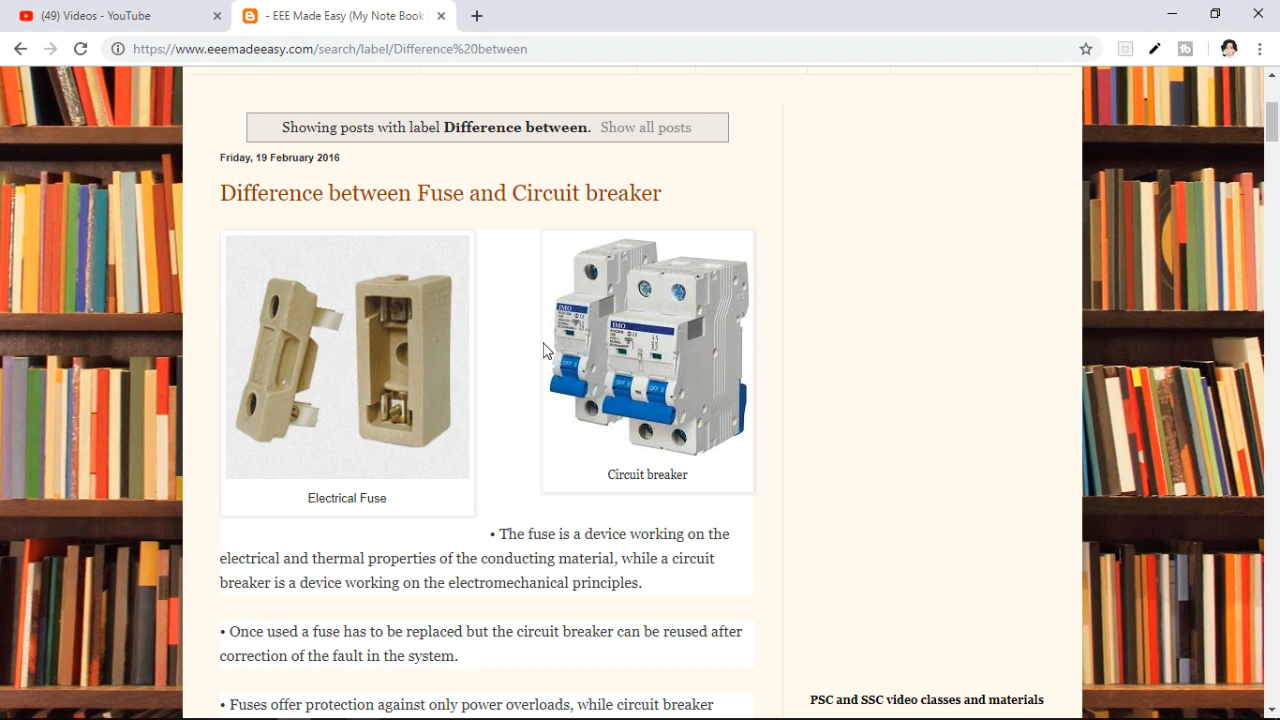 (49) Videos - YouTube
- EEE Made Easy (My Note Book
https://www.eeemadeeasy.com/search/label/Difference%20between
Showing posts with label Difference between. Show all posts
Friday, 19 February 2016
Difference between Fuse and Circuit breaker
IMO
IMO
OFF
OFF OFF
Circuit breaker
Electrical Fuse
• The fuse is a device working on the
electrical and thermal properties of the conducting material, while a circuit
breaker is a device working on the electromechanical principles.
• Once used a fuse has to be replaced but the circuit breaker can be reused after
correction of the fault in the system.
• Fuses offer protection against only power overloads, while circuit breaker
PSC and SSC video classes and materials